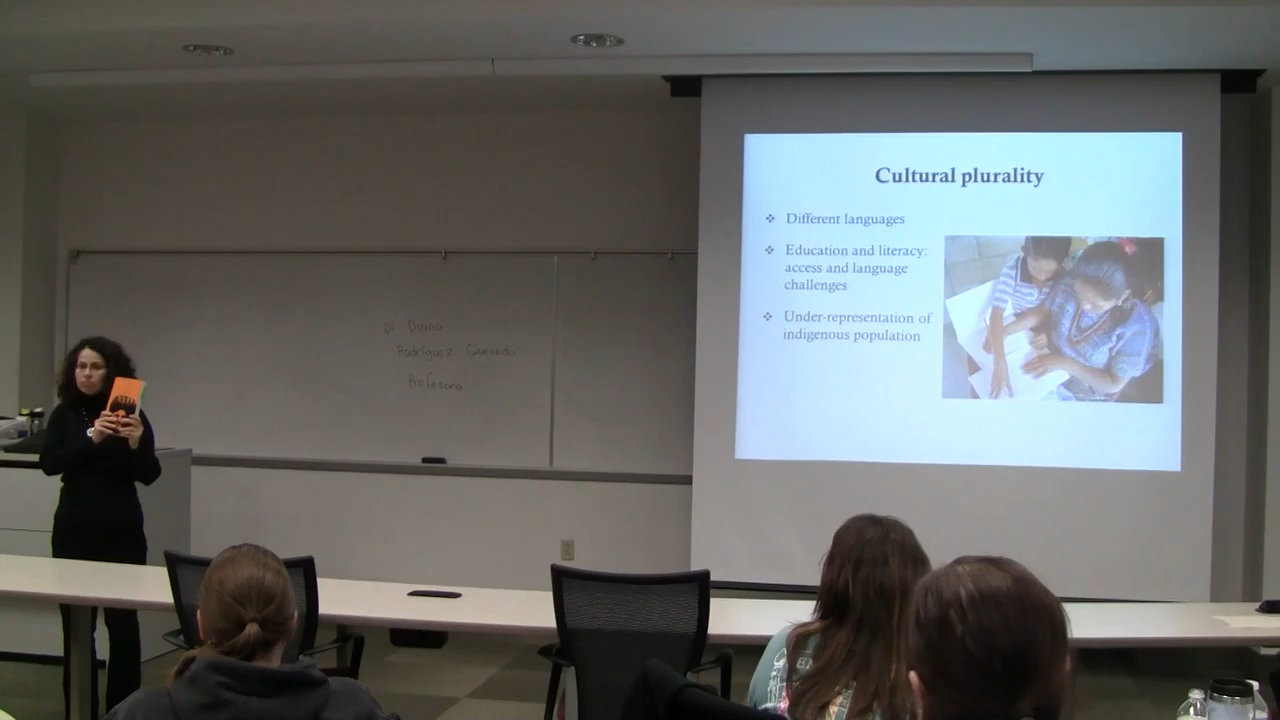 Dr Diana
Rodríguez Quevedo
Profesora
Cultural plurality
❖ Different languages
❖ Education and literacy:
access and language
challenges
❖ Under-representation of
indigenous population